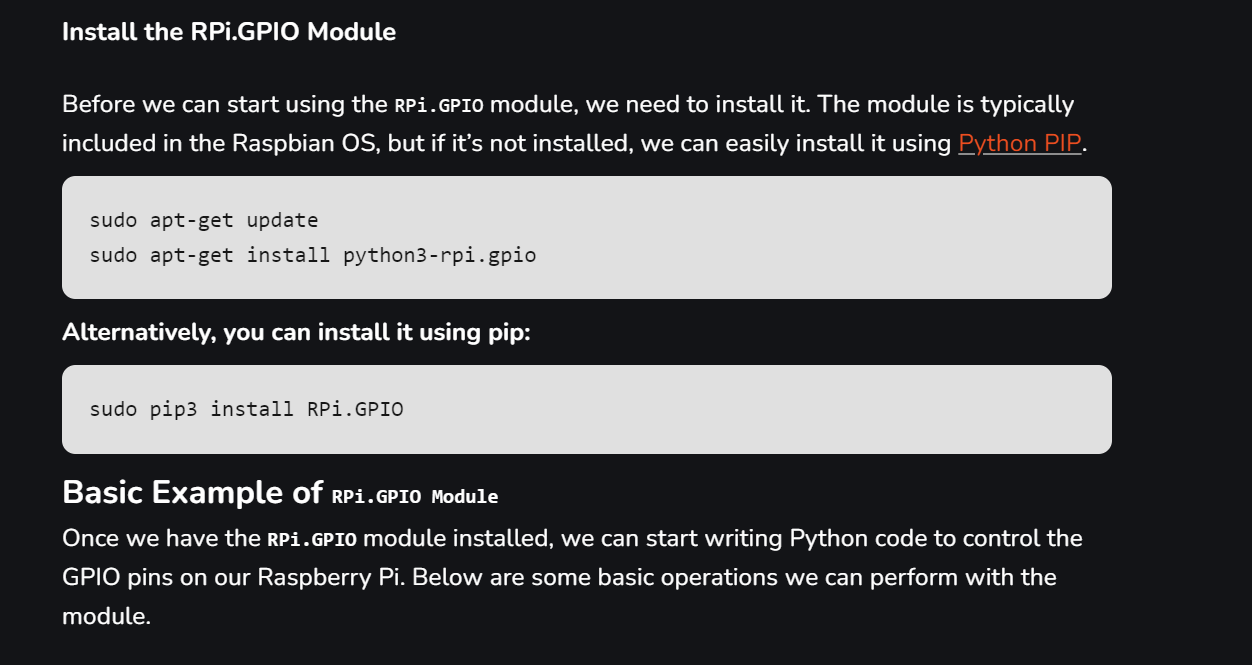 Install the RPi.GPIO Module
Before we can start using the RPi.GPIO module, we need to install it. The module is typically
included in the Raspbian OS, but if it’s not installed, we can easily install it using Python PIP.
sudo apt-get update
sudo apt-get install python3-rpi.gpio
Alternatively, you can install it using pip:
sudo pip3 install RPi.GPIO
Basic Example of RPi.GPIO Module
Once we have the RPi.GPIO module installed, we can start writing Python code to control the
GPIO pins on our Raspberry Pi. Below are some basic operations we can perform with the
module.